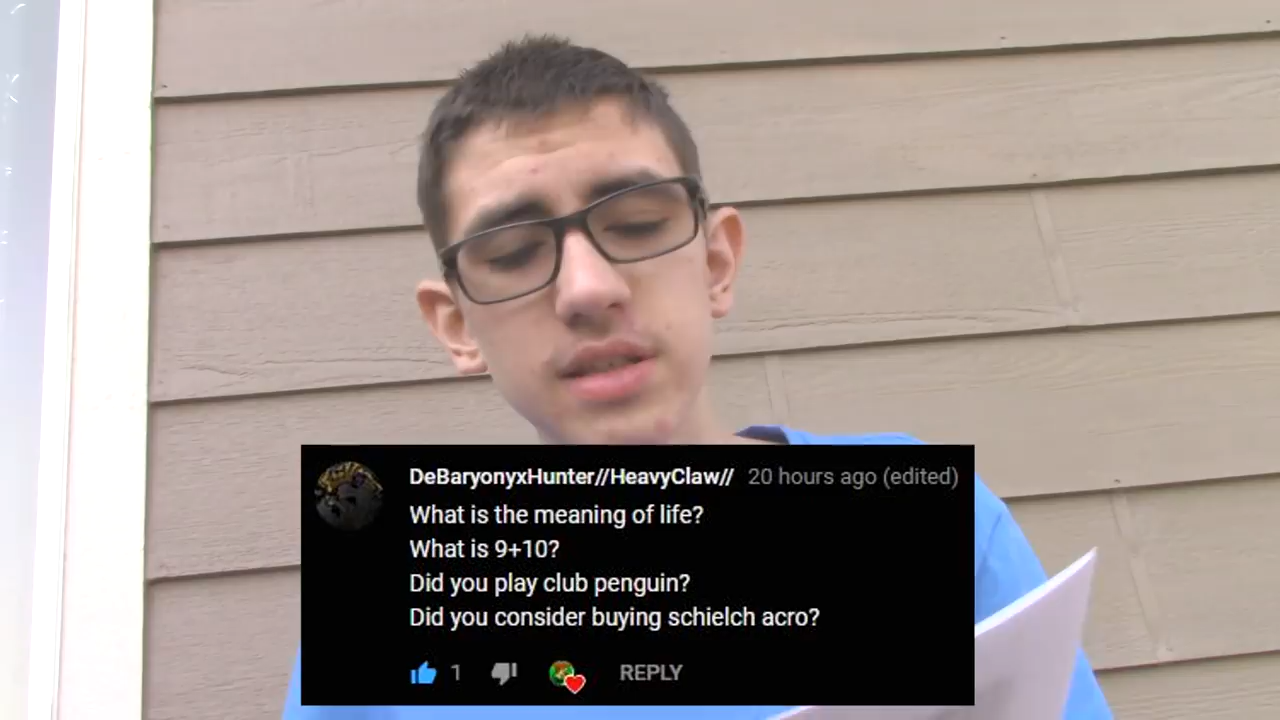 DeBaryonyxHunter//HeavyClaw// 20 hours ago (edited)
What is the meaning of life?
What is 9+10?
Did you play club penguin?
Did you consider buying schielch acro?
1 REPLY